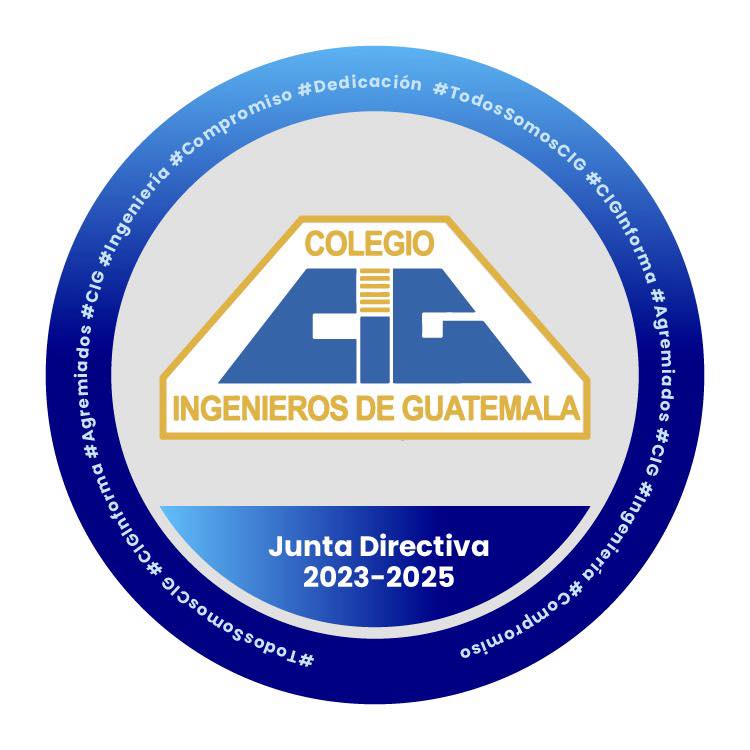 #TodosSomosCIG #CIGInforma #Agremiados #CIG #Ingeniería #Compromiso #Dedicación #TodosSomosCIG #CIGInforma #Agremiados #CIG #Ingeniería #Compromiso
COLEGIO
CIG
INGENIEROS DE GUATEMALA
Junta Directiva
2023-2025